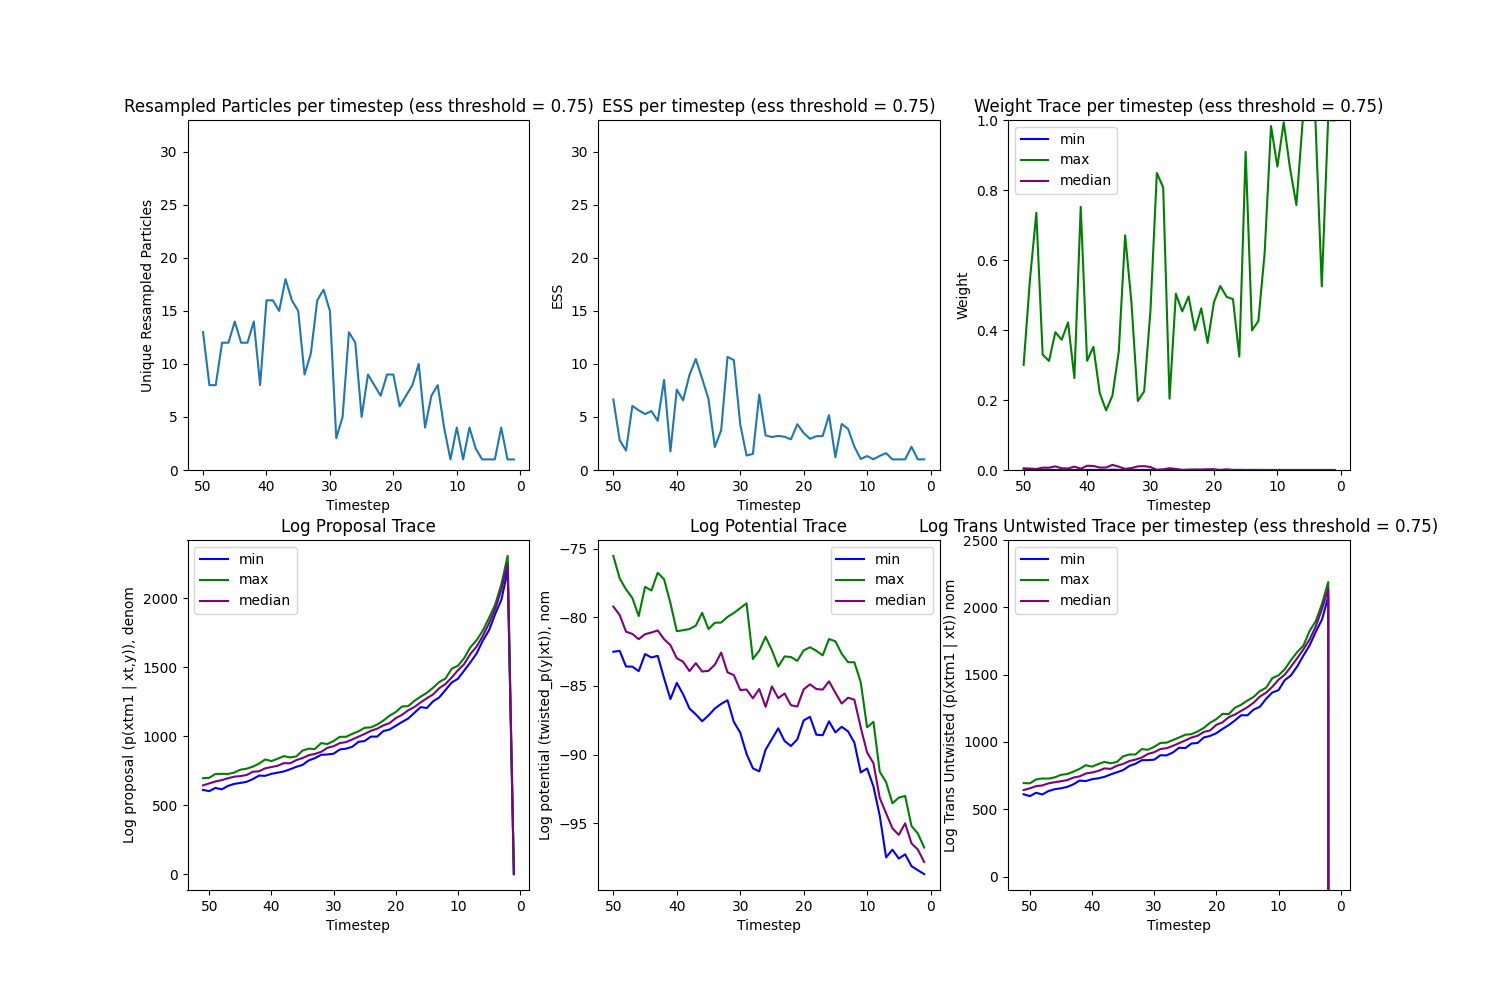 Resampled Particles per timestep (ess threshold = 0.75)
Unique Resampled Particles
30
25
20
15
10
5
0
50 40 30 20 10 0
Timestep
ESS per timestep (ess threshold = 0.75)
ESS
30
25
20
15
10
5
0
50 40 30 20 10 0
Timestep
Weight Trace per timestep (ess threshold = 0.75)
Weight
min
max
median
1.0
0.8
0.6
0.4
0.2
0.0
50 40 30 20 10 0
Timestep
Log Proposal Trace
Log proposal (p(xtm1 | xt,y)), denom
min
max
median
2000
1500
1000
500
0
50 40 30 20 10 0
Timestep
Log Potential Trace
Log potential (twisted_p(y|xt)), nom
min
max
median
−75
−80
−85
−90
−95
50 40 30 20 10 0
Timestep
Log Trans Untwisted Trace per timestep (ess threshold = 0.75)
Log Trans Untwisted (p(xtm1 | xt)) nom
min
max
median
2500
2000
1500
1000
500
0
50 40 30 20 10 0
Timestep